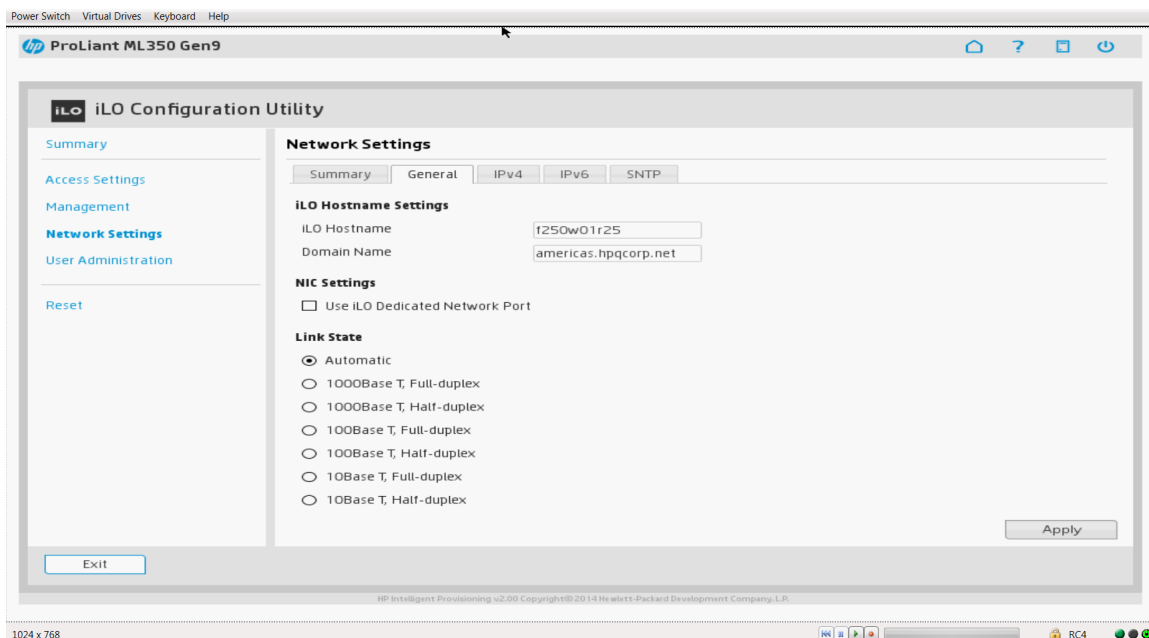 Power Switch Virtual Drives Keyboard Help
hp ProLiant ML350 Gen9
iLO iLO Configuration Utility
Summary
Access Settings
Management
Network Settings
User Administration
Reset
Network Settings
Summary General IPv4 IPv6 SNTP
iLO Hostname Settings
iLO Hostname f250w01r25
Domain Name americas.hpqcorp.net
NIC Settings
Use iLO Dedicated Network Port
Link State
Automatic
1000Base T, Full-duplex
1000Base T, Half-duplex
100Base T, Full-duplex
100Base T, Half-duplex
10Base T, Full-duplex
10Base T, Half-duplex
Apply
Exit
HP Intelligent Provisioning v2.00 Copyright©2014 Hewlett-Packard Development Company, L.P.
1024 x 768 RC4